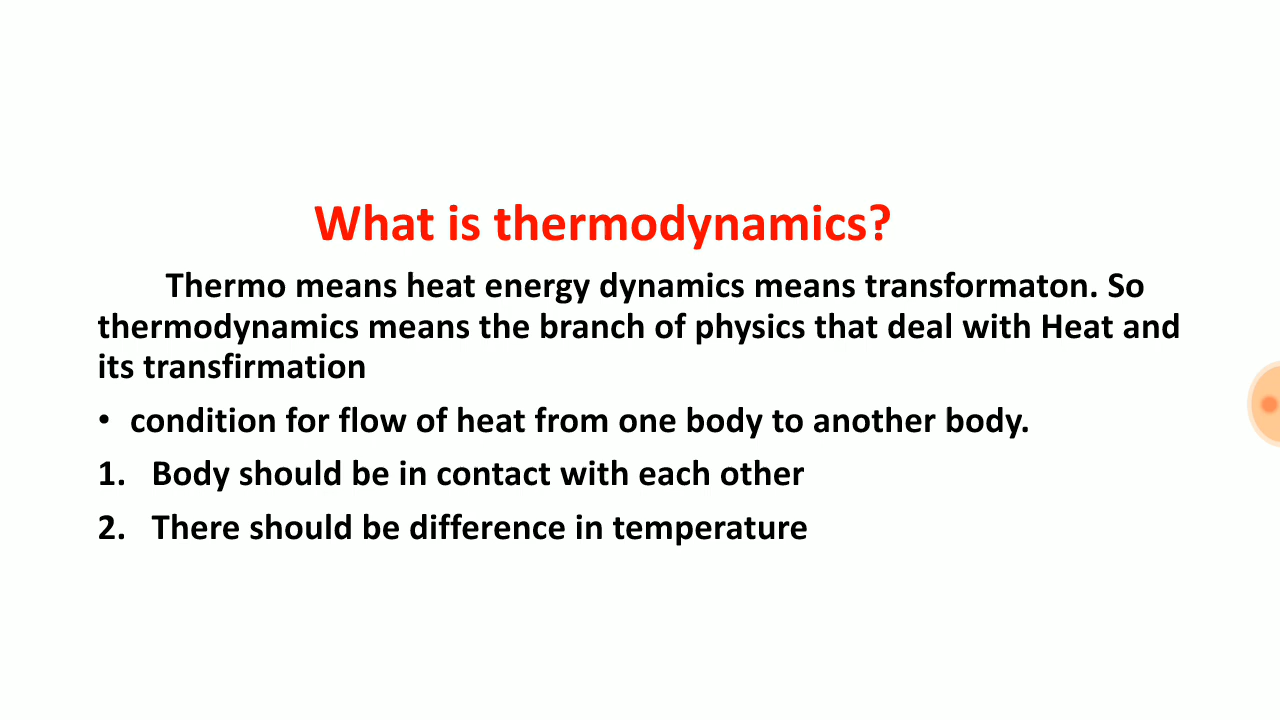 What is thermodynamics?
Thermo means heat energy dynamics means transformaton. So
thermodynamics means the branch of physics that deal with Heat and
its transfirmation
• condition for flow of heat from one body to another body.
1. Body should be in contact with each other
2. There should be difference in temperature